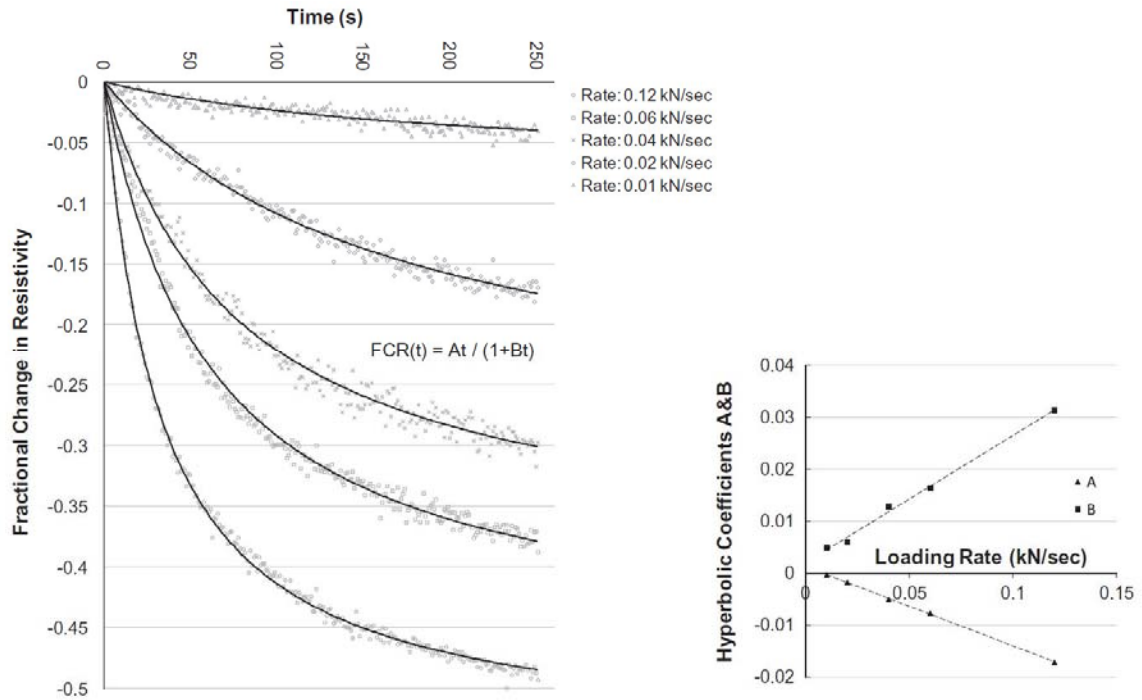 Time (s)
0 50 100 150 200 250
0
-0.05
-0.1
-0.15
-0.2
-0.25
-0.3
-0.35
-0.4
-0.45
-0.5
Fractional Change in Resistivity
FCR(t) = At / (1+Bt)
Rate: 0.12 kN/sec
Rate: 0.06 kN/sec
Rate: 0.04 kN/sec
Rate: 0.02 kN/sec
Rate: 0.01 kN/sec
Hyperbolic Coefficients A&B
0.04
0.03
0.02
0.01
0
-0.01
-0.02
A
B
Loading Rate (kN/sec)
0 0.05 0.1 0.15